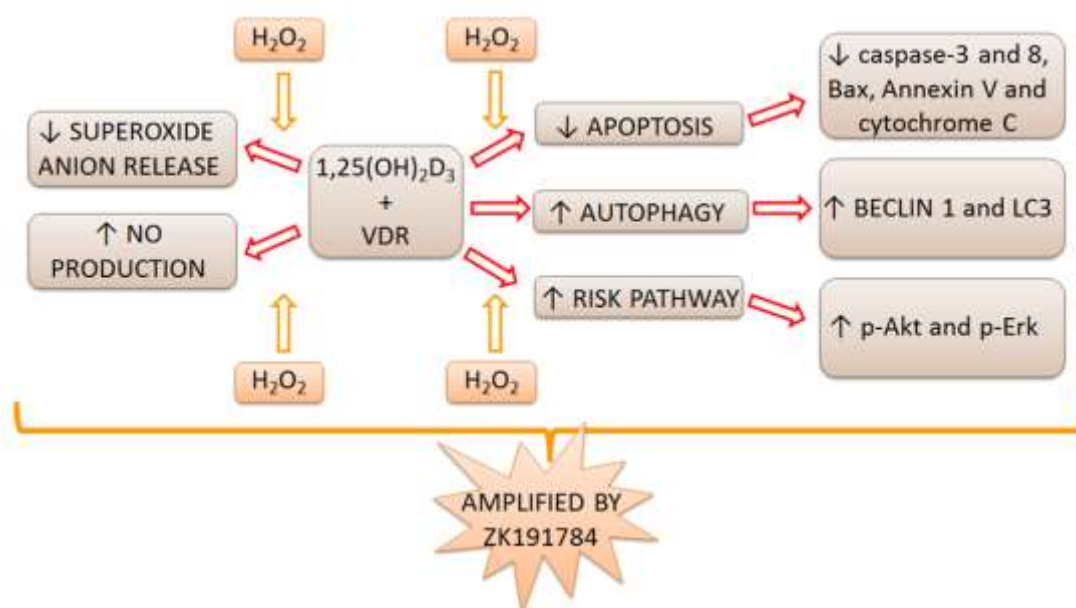 H₂O₂
H₂O₂
↓ SUPEROXIDE
ANION RELEASE
↑ NO
PRODUCTION
1,25(OH)₂D₃
+
VDR
↓ APOPTOSIS
↑ AUTOPHAGY
↑ RISK PATHWAY
↓ caspase-3 and 8,
Bax, Annexin V and
cytochrome C
↑ BECLIN 1 and LC3
↑ p-Akt and p-Erk
H₂O₂
H₂O₂
AMPLIFIED BY
ZK191784